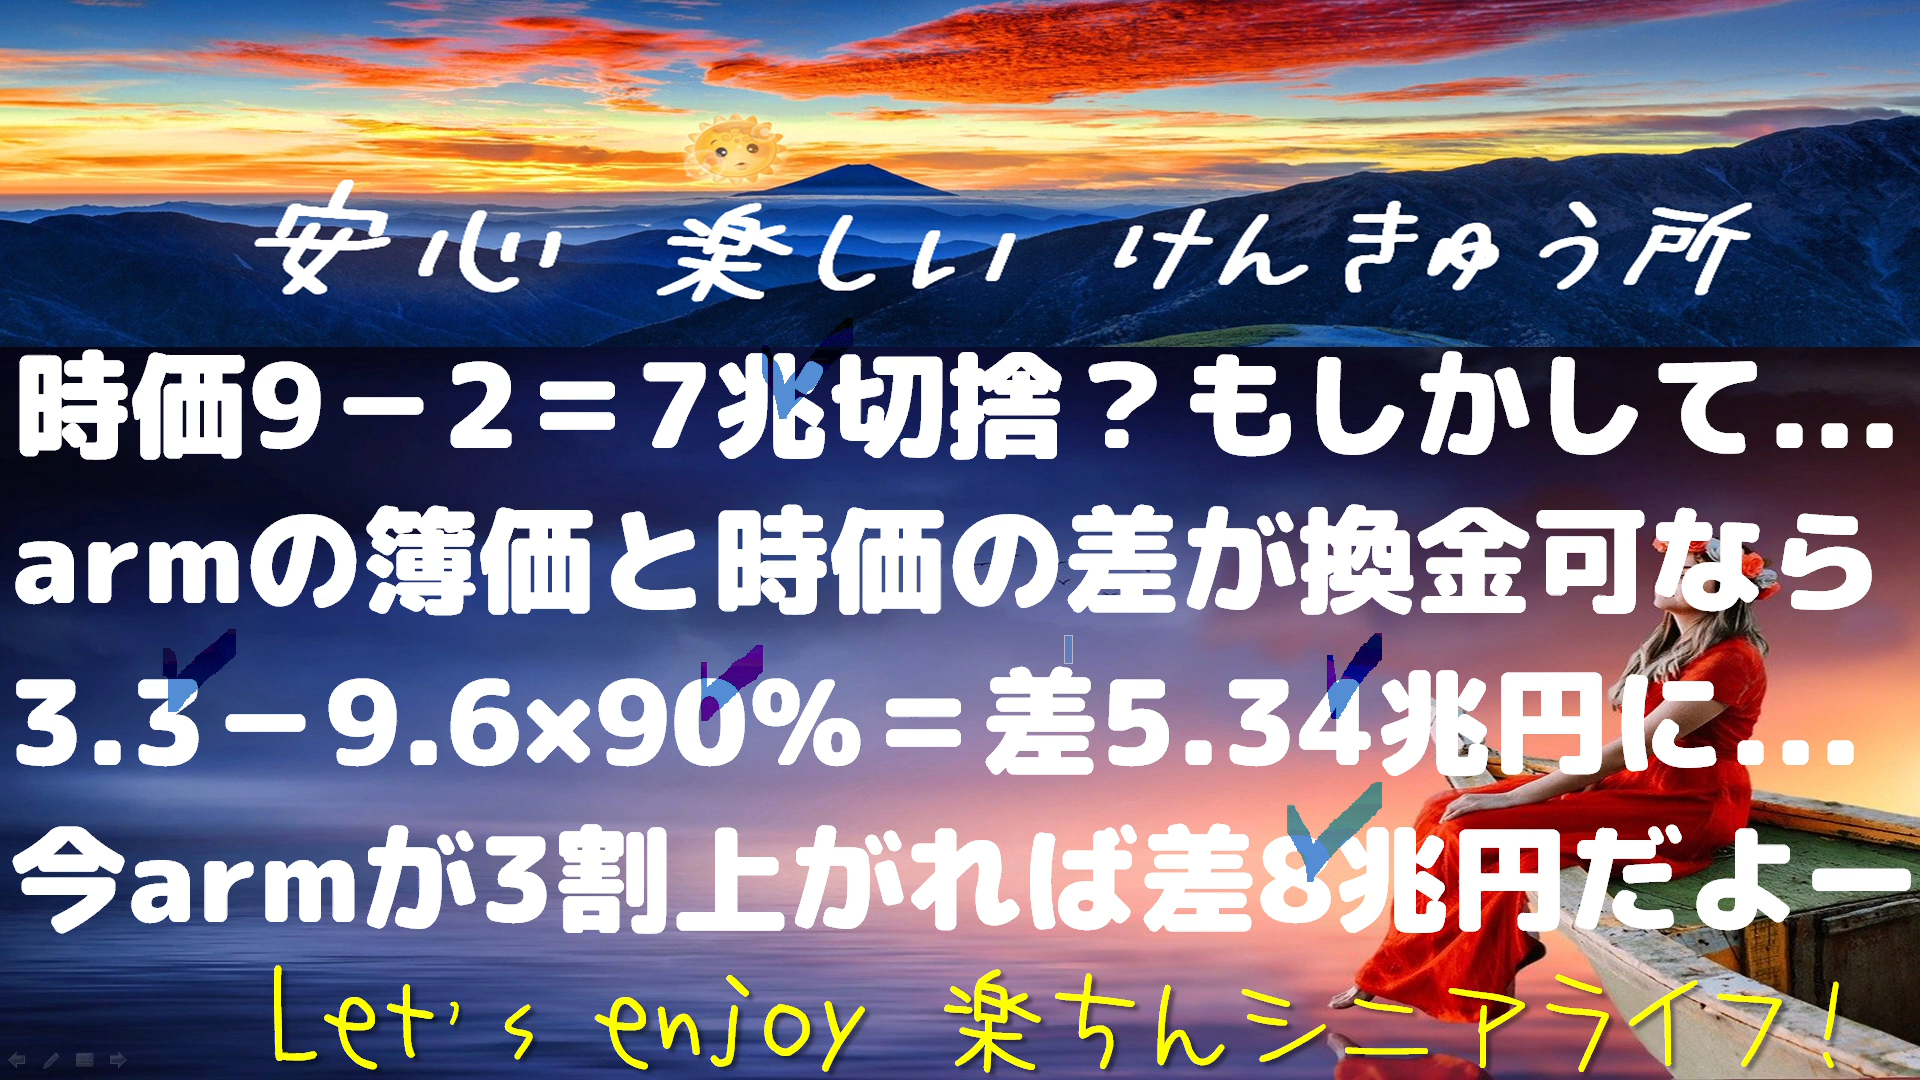 安心 楽しい けんきゅう所
時価9－2＝7兆切捨？もしかして...
armの簿価と時価の差が換金可なら
3.3－9.6×90％＝差5.34兆円に...
今armが3割上がれば差8兆円だよー
Let's enjoy 楽ちんシニアライフ!